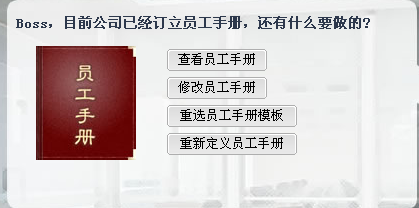 Boss，目前公司已经订立员工手册，还有什么要做的?
员工手册
查看员工手册
修改员工手册
重选员工手册模板
重新定义员工手册